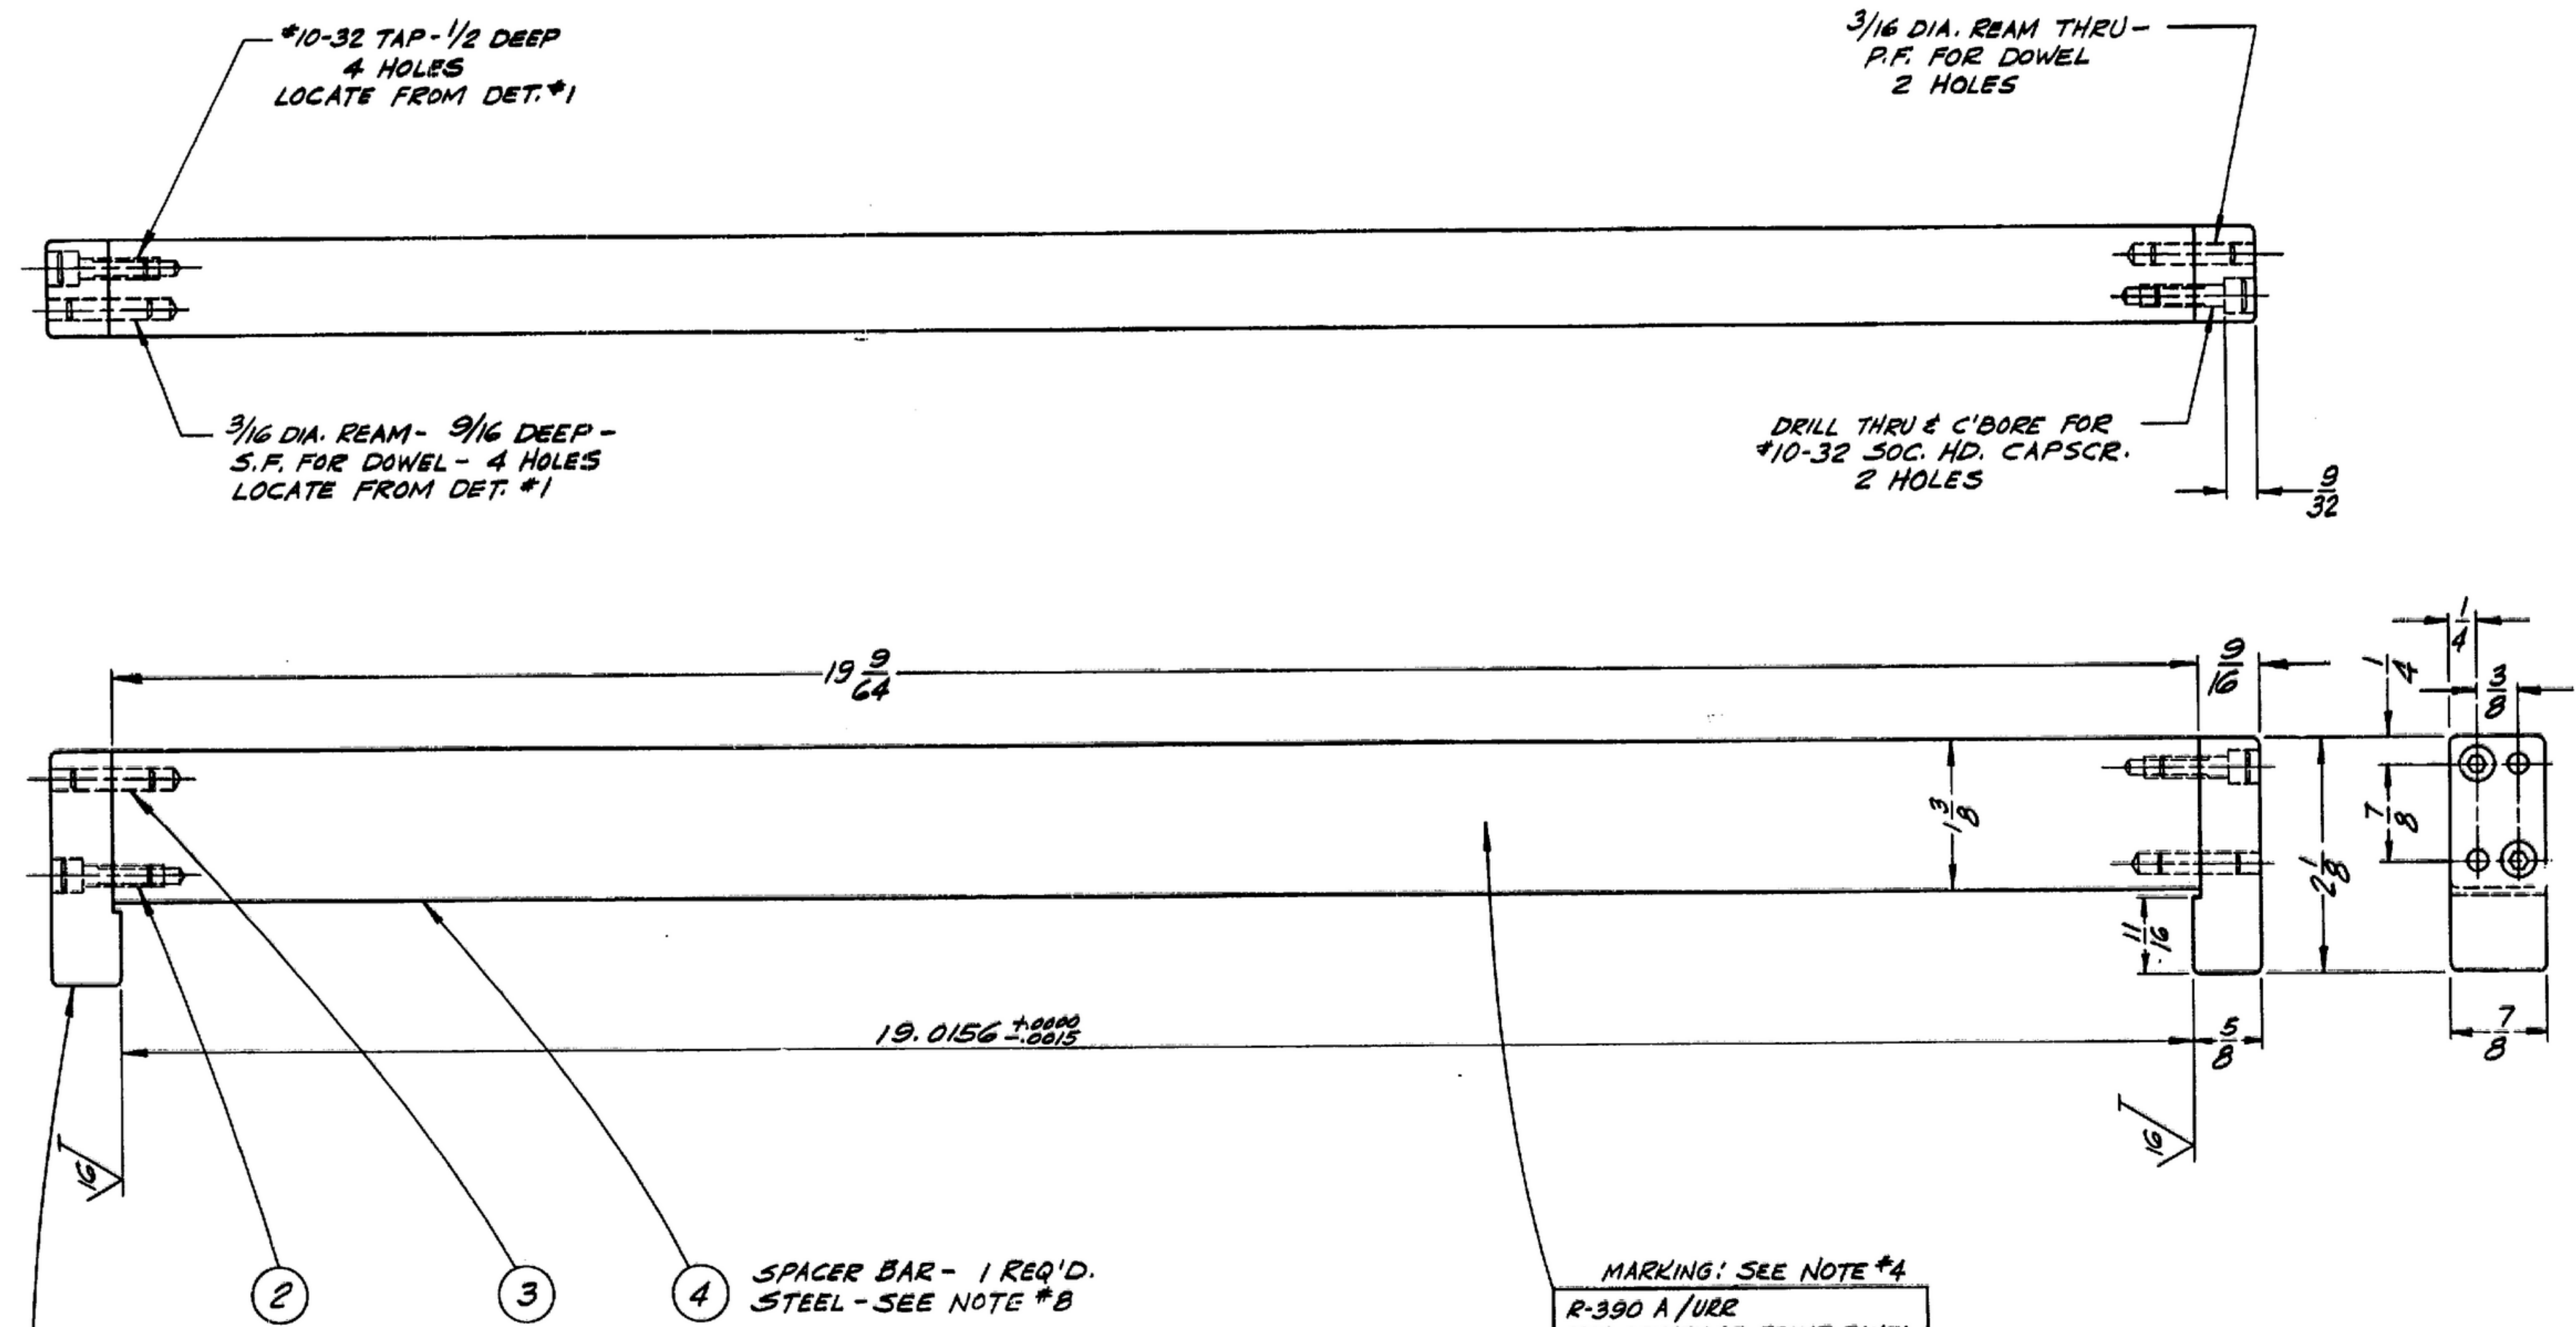 #10-32 TAP - 1/2 DEEP
4 HOLES
LOCATE FROM DET. #1
3/16 DIA. REAM THRU -
P.F. FOR DOWEL
2 HOLES
3/16 DIA. REAM - 9/16 DEEP -
S.F. FOR DOWEL - 4 HOLES
LOCATE FROM DET. #1
DRILL THRU & C'BORE FOR
#10-32 SOC. HD. CAPSCR.
2 HOLES
9/32
19 9/64
9/16
1/4
1/4
3/8
1 3/8
7/8
2 1/8
11/16
19.0156 +.0000 -.0015
5/8
7/8
16
16
2
3
4
SPACER BAR - 1 REQ'D.
STEEL - SEE NOTE #8
MARKING: SEE NOTE #4
R-390 A/URR